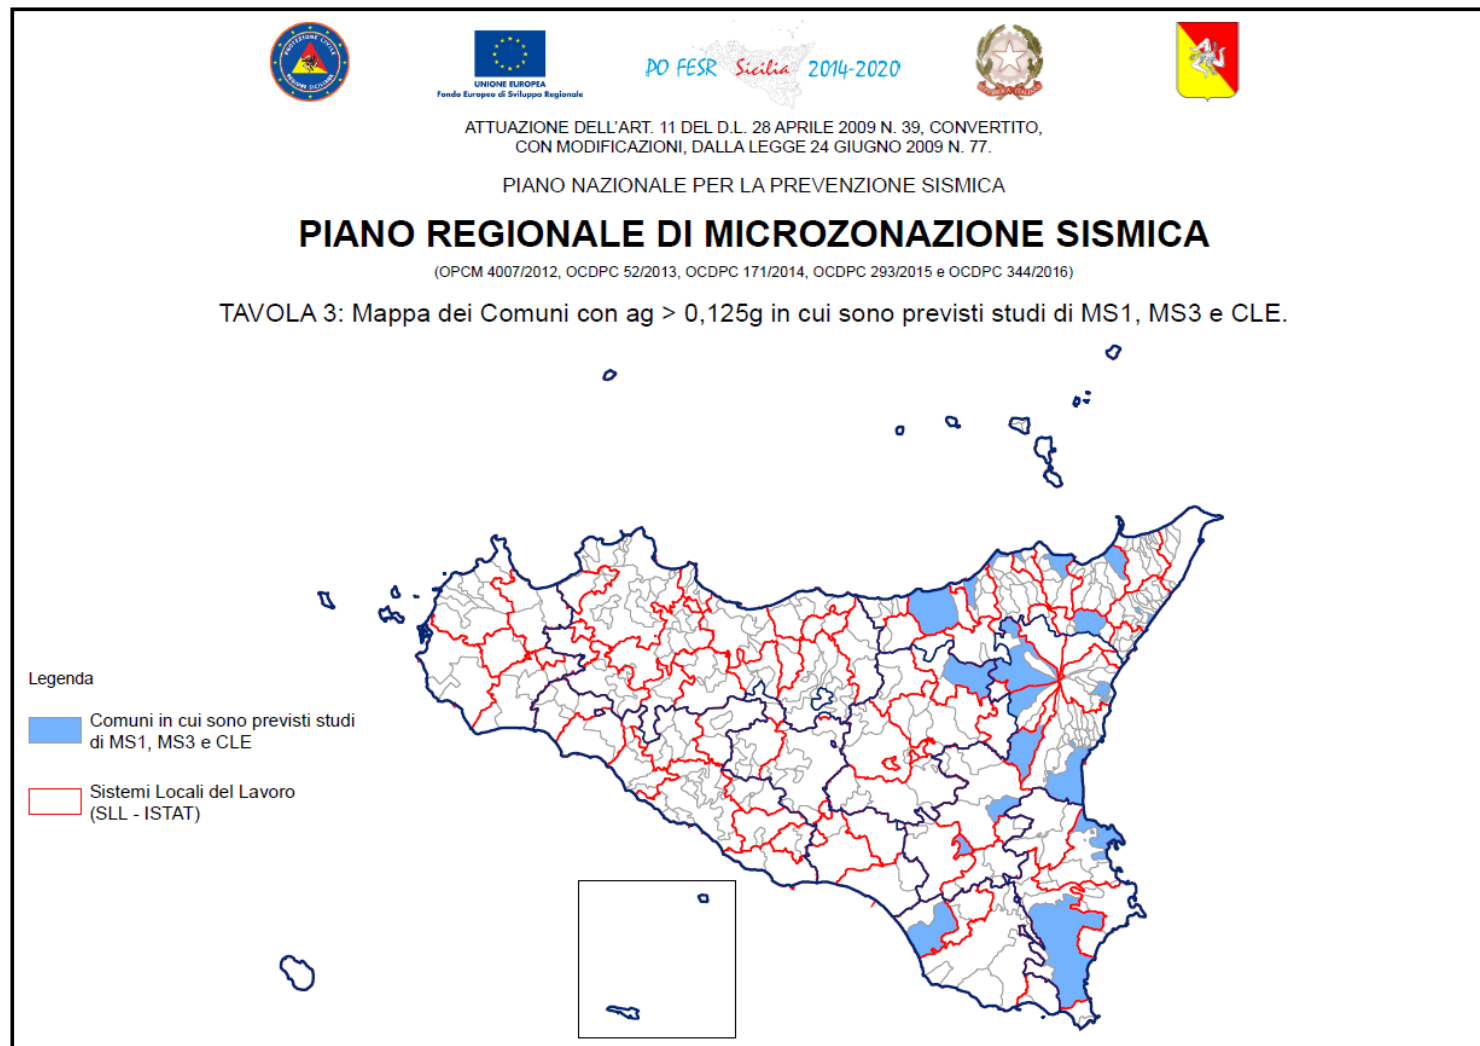 PROTEZIONE CIVILE
REGIONE SICILIANA
UNIONE EUROPEA
Fondo Europeo di Sviluppo Regionale
PO FESR Sicilia 2014-2020
ATTUAZIONE DELL'ART. 11 DEL D.L. 28 APRILE 2009 N. 39, CONVERTITO,
CON MODIFICAZIONI, DALLA LEGGE 24 GIUGNO 2009 N. 77.
PIANO NAZIONALE PER LA PREVENZIONE SISMICA
PIANO REGIONALE DI MICROZONAZIONE SISMICA
(OPCM 4007/2012, OCDPC 52/2013, OCDPC 171/2014, OCDPC 293/2015 e OCDPC 344/2016)
TAVOLA 3: Mappa dei Comuni con ag > 0,125g in cui sono previsti studi di MS1, MS3 e CLE.
Legenda
Comuni in cui sono previsti studi
di MS1, MS3 e CLE
Sistemi Locali del Lavoro
(SLL - ISTAT)